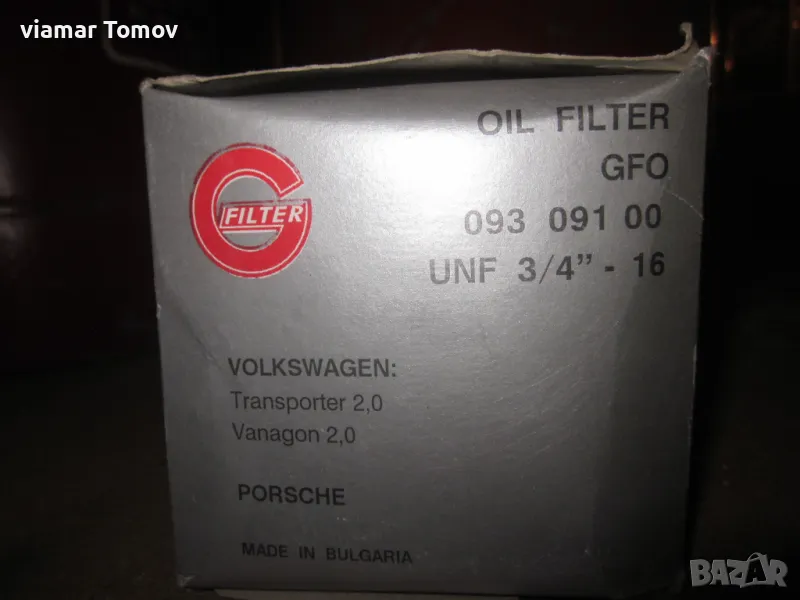 viamar Tomov
OIL FILTER
GFO
093 091 00
UNF 3/4” - 16
FILTER
VOLKSWAGEN:
Transporter 2,0
Vanagon 2,0
PORSCHE
MADE IN BULGARIA
BAZAR